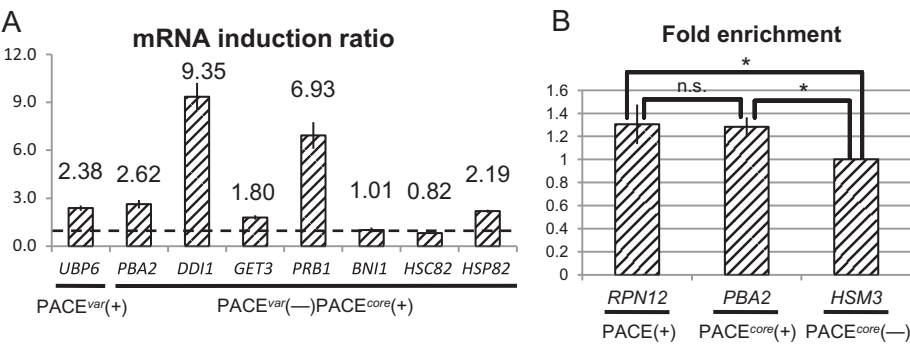 A
mRNA induction ratio
12.0
9.0
6.0
3.0
0.0
2.38
2.62
9.35
1.80
6.93
1.01
0.82
2.19
UBP6 PBA2 DDI1 GET3 PRB1 BNI1 HSC82 HSP82
PACEvar(+)
PACEvar(—)PACEcore(+)
B
Fold enrichment
*
n.s.
*
1.6
1.4
1.2
1
0.8
0.6
0.4
0.2
0
RPN12 PBA2 HSM3
PACE(+) PACEcore(+) PACEcore(—)